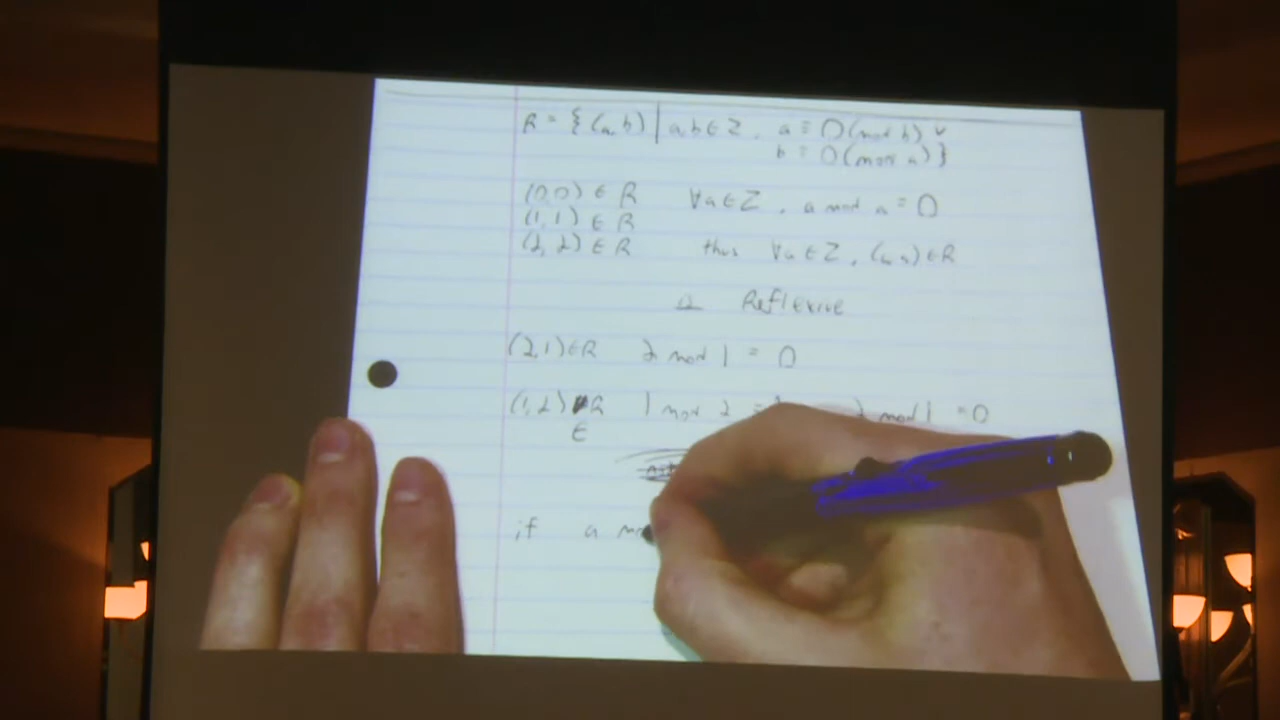 R = { (a, b) | a, b ∈ Z, a ≡ 0 (mod b) ∨
b ≡ 0 (mod a) }
(0,0) ∈ R ∀a ∈ Z, a mod a = 0
(1,1) ∈ R
(2,2) ∈ R thus ∀a ∈ Z, (a,a) ∈ R
Reflexive
(2,1) ∈ R 2 mod 1 = 0
(1,2) R 1 mod 2 = 2 mod 1 = 0
∈
if a